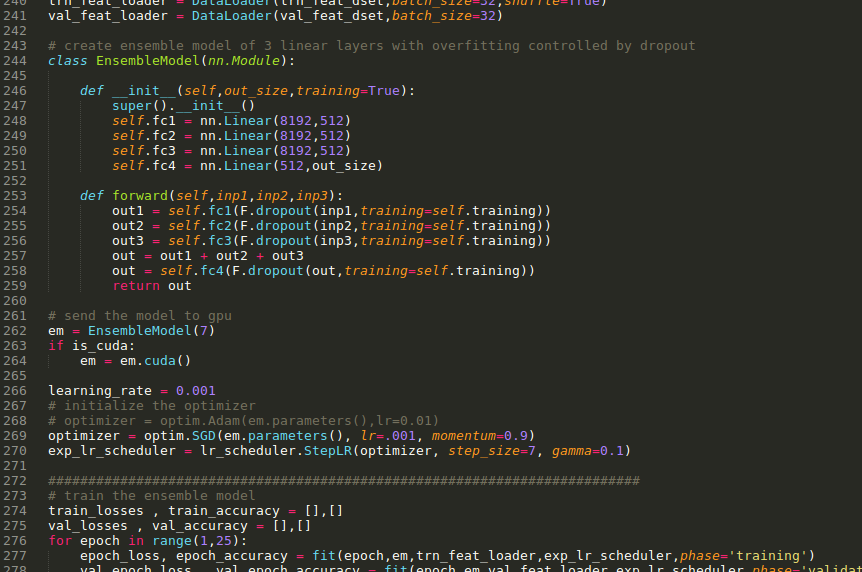 240 trn_feat_loader = DataLoader(trn_feat_dset,batch_size=32,shuffle=True)
241 val_feat_loader = DataLoader(val_feat_dset,batch_size=32)
242
243 # create ensemble model of 3 linear layers with overfitting controlled by dropout
244 class EnsembleModel(nn.Module):
245
246     def __init__(self,out_size,training=True):
247         super().__init__()
248         self.fc1 = nn.Linear(8192,512)
249         self.fc2 = nn.Linear(8192,512)
250         self.fc3 = nn.Linear(8192,512)
251         self.fc4 = nn.Linear(512,out_size)
252
253     def forward(self,inp1,inp2,inp3):
254         out1 = self.fc1(F.dropout(inp1,training=self.training))
255         out2 = self.fc2(F.dropout(inp2,training=self.training))
256         out3 = self.fc3(F.dropout(inp3,training=self.training))
257         out = out1 + out2 + out3
258         out = self.fc4(F.dropout(out,training=self.training))
259         return out
260
261 # send the model to gpu
262 em = EnsembleModel(7)
263 if is_cuda:
264     em = em.cuda()
265
266 learning_rate = 0.001
267 # initialize the optimizer
268 # optimizer = optim.Adam(em.parameters(),lr=0.01)
269 optimizer = optim.SGD(em.parameters(), lr=.001, momentum=0.9)
270 exp_lr_scheduler = lr_scheduler.StepLR(optimizer, step_size=7, gamma=0.1)
271
272 ##########################################################################
273 # train the ensemble model
274 train_losses , train_accuracy = [],[]
275 val_losses , val_accuracy = [],[]
276 for epoch in range(1,25):
277     epoch_loss, epoch_accuracy = fit(epoch,em,trn_feat_loader,exp_lr_scheduler,phase='training')
278     val_epoch_loss , val_epoch_accuracy = fit(epoch,em,val_feat_loader,exp_lr_scheduler,phase='validat